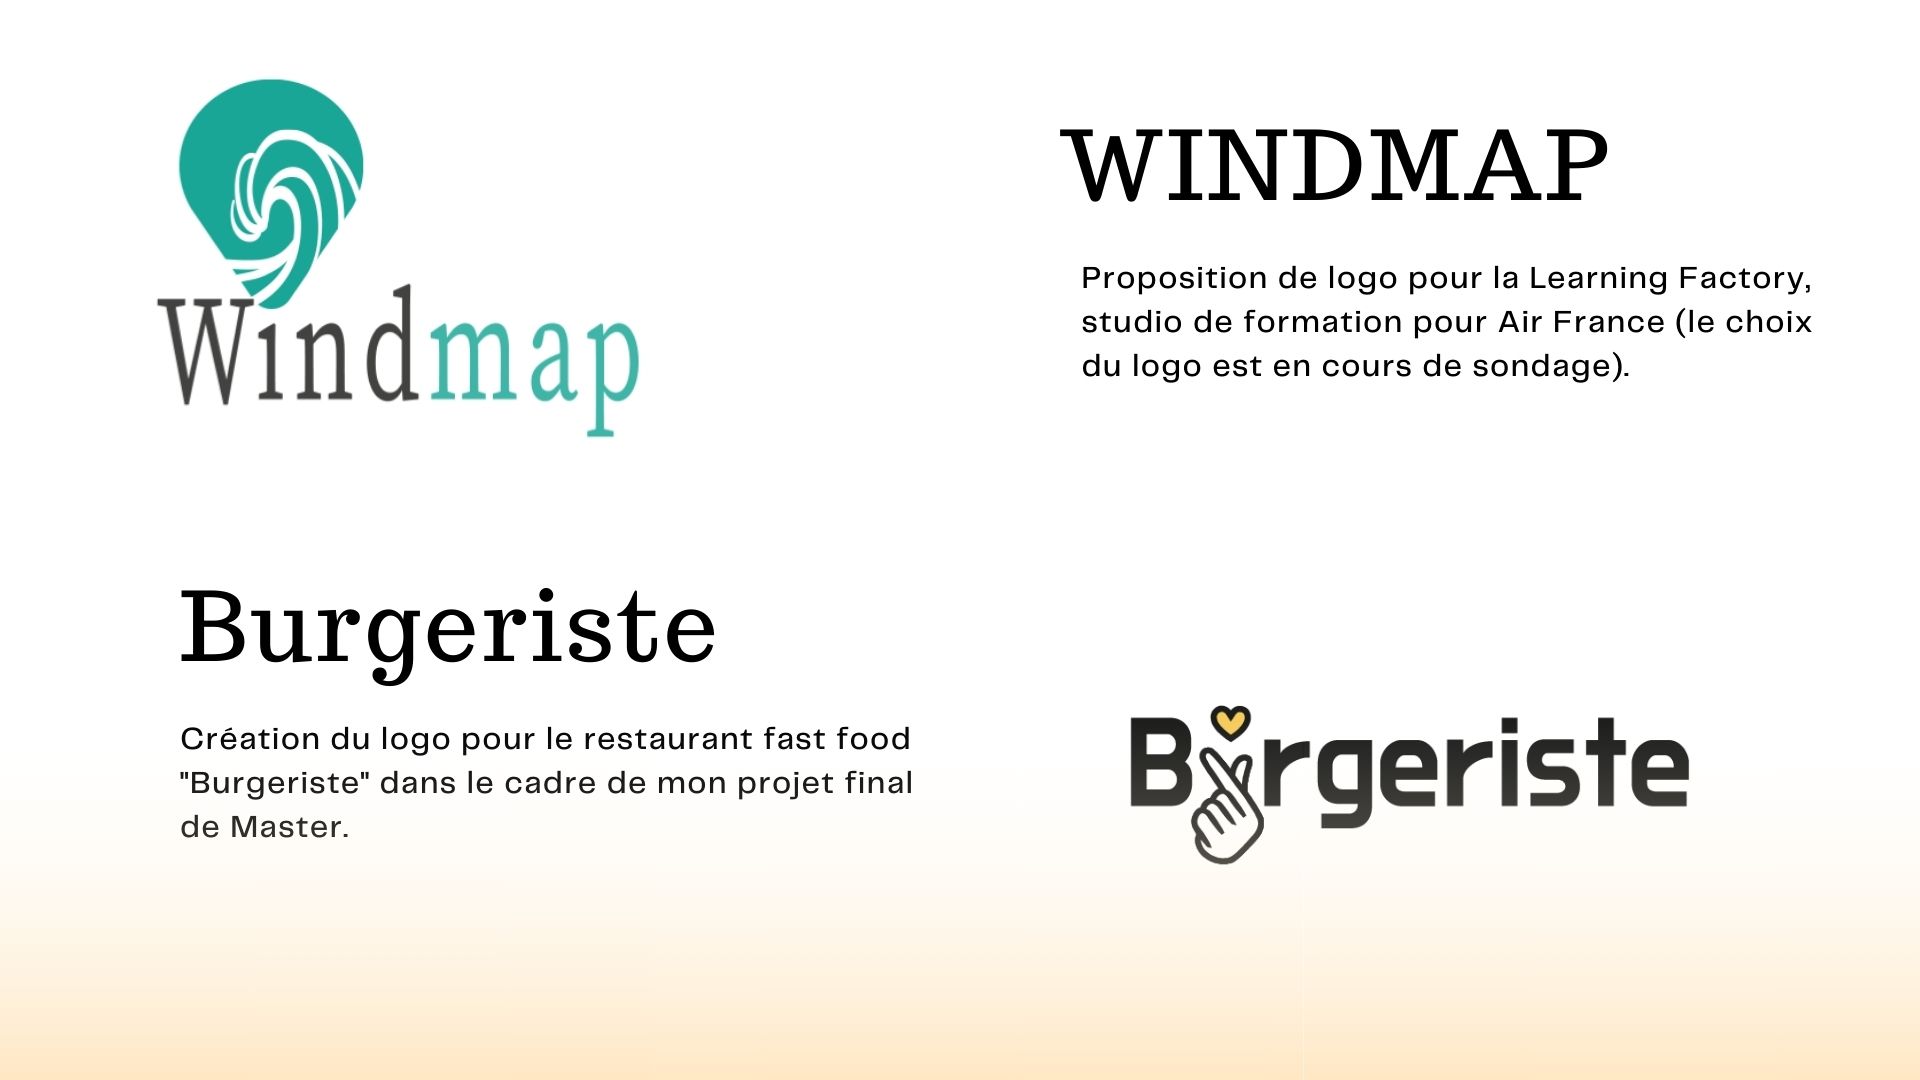 Windmap
WINDMAP
Proposition de logo pour la Learning Factory,
studio de formation pour Air France (le choix
du logo est en cours de sondage).
Burgeriste
Création du logo pour le restaurant fast food
"Burgeriste" dans le cadre de mon projet final
de Master.
Burgeriste